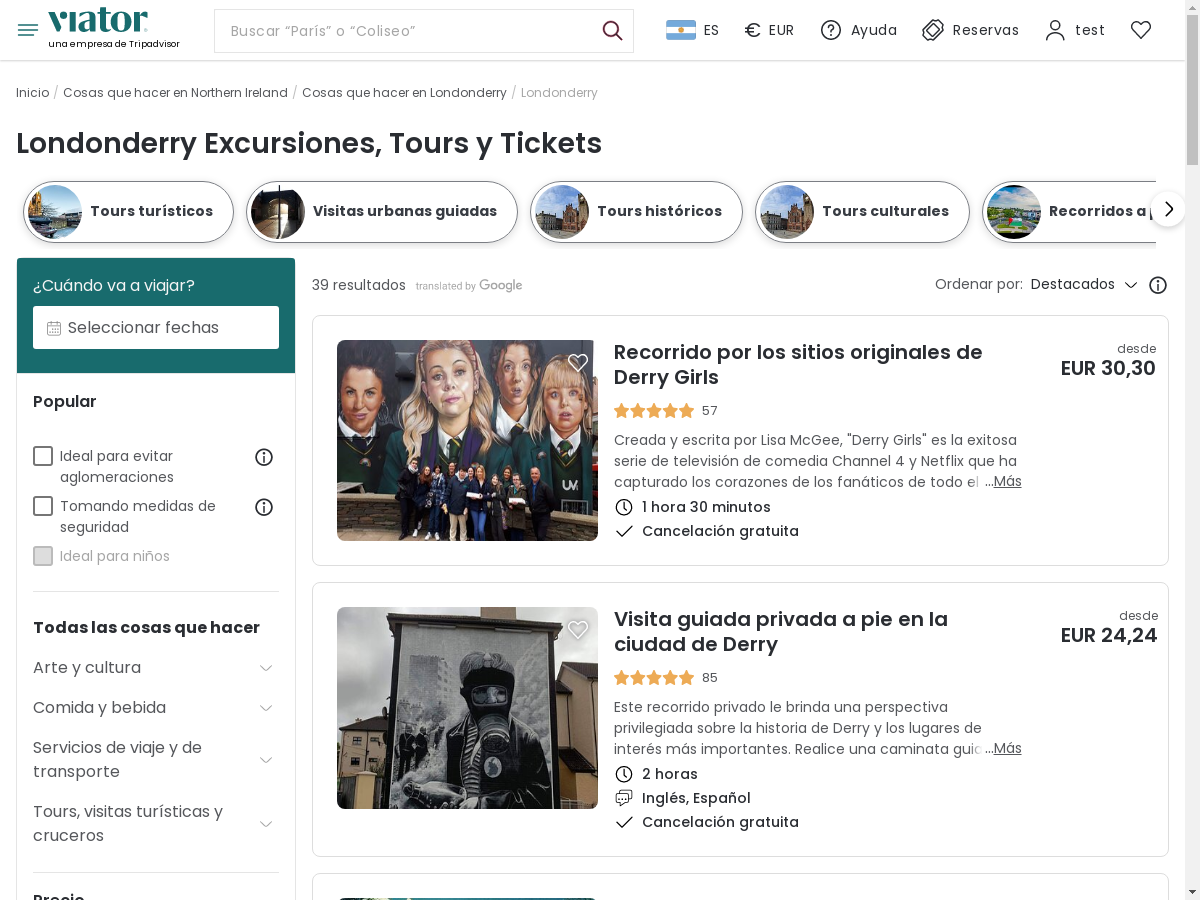 viator
una empresa de Tripadvisor
Buscar “París” o “Coliseo”
ES
EUR
Ayuda
Reservas
test
Inicio / Cosas que hacer en Northern Ireland / Cosas que hacer en Londonderry / Londonderry
Londonderry Excursiones, Tours y Tickets
Tours turísticos
Visitas urbanas guiadas
Tours históricos
Tours culturales
Recorridos a
¿Cuándo va a viajar?
Seleccionar fechas
Popular
Ideal para evitar
aglomeraciones
Tomando medidas de
seguridad
Ideal para niños
Todas las cosas que hacer
Arte y cultura
Comida y bebida
Servicios de viaje y de
transporte
Tours, visitas turísticas y
cruceros
Precio
39 resultados translated by Google
Ordenar por: Destacados
Recorrido por los sitios originales de
Derry Girls
57
Creada y escrita por Lisa McGee, "Derry Girls" es la exitosa
serie de televisión de comedia Channel 4 y Netflix que ha
capturado los corazones de los fanáticos de todo el ...Más
1 hora 30 minutos
Cancelación gratuita
desde
EUR 30,30
Visita guiada privada a pie en la
ciudad de Derry
85
Este recorrido privado le brinda una perspectiva
privilegiada sobre la historia de Derry y los lugares de
interés más importantes. Realice una caminata guia ...Más
2 horas
Inglés, Español
Cancelación gratuita
desde
EUR 24,24